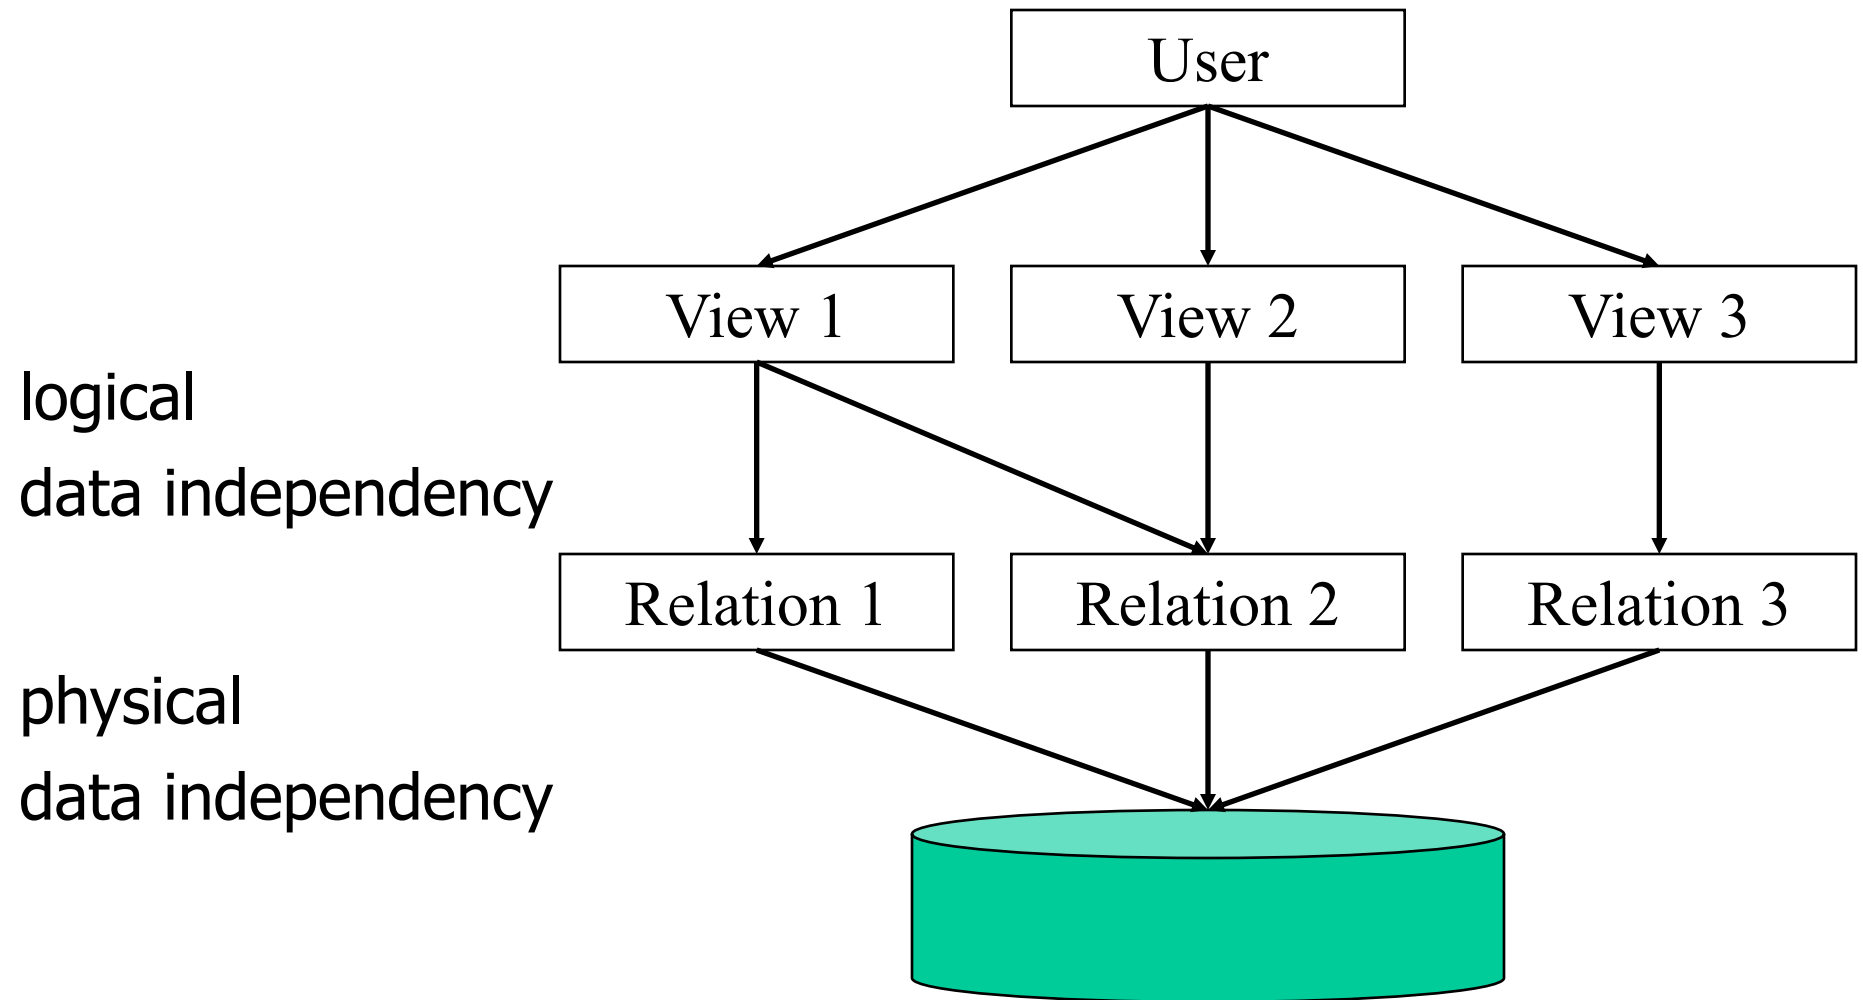 User
View 1
View 2
View 3
logical
data independency
Relation 1
Relation 2
Relation 3
physical
data independency